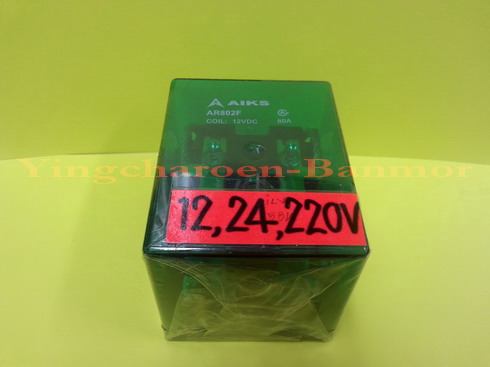 AIKS
AR802F
COIL: 12VDC 80A
Yingcharoen-Banmor
12,24,220V